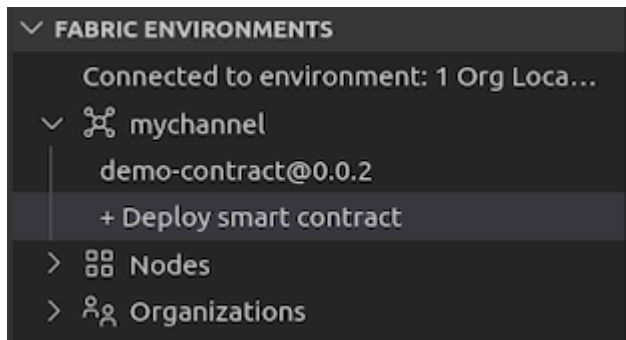 FABRIC ENVIRONMENTS
Connected to environment: 1 Org Loca...
mychannel
demo-contract@0.0.2
+ Deploy smart contract
Nodes
Organizations